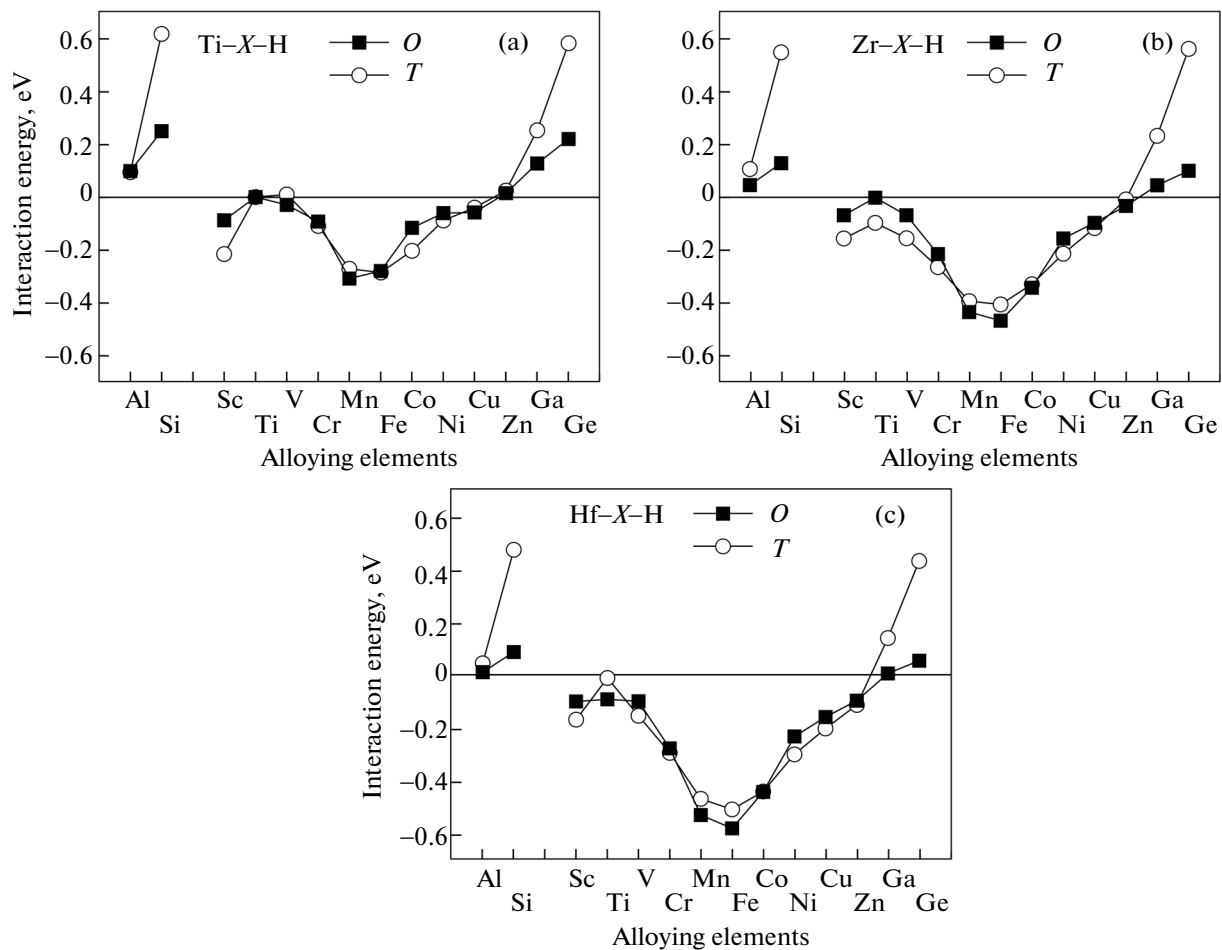 Ti–X–H
O
(a)
T
0.6
0.4
0.2
0
–0.2
–0.4
–0.6
Interaction energy, eV
Al Sc V Mn Co Cu Ga
Si Ti Cr Fe Ni Zn Ge
Alloying elements
Zr–X–H
O
(b)
T
0.6
0.4
0.2
0
–0.2
–0.4
–0.6
Interaction energy, eV
Al Sc V Mn Co Cu Ga
Si Ti Cr Fe Ni Zn Ge
Alloying elements
Hf–X–H
O
(c)
T
0.6
0.4
0.2
0
–0.2
–0.4
–0.6
Interaction energy, eV
Al Sc V Mn Co Cu Ga
Si Ti Cr Fe Ni Zn Ge
Alloying elements